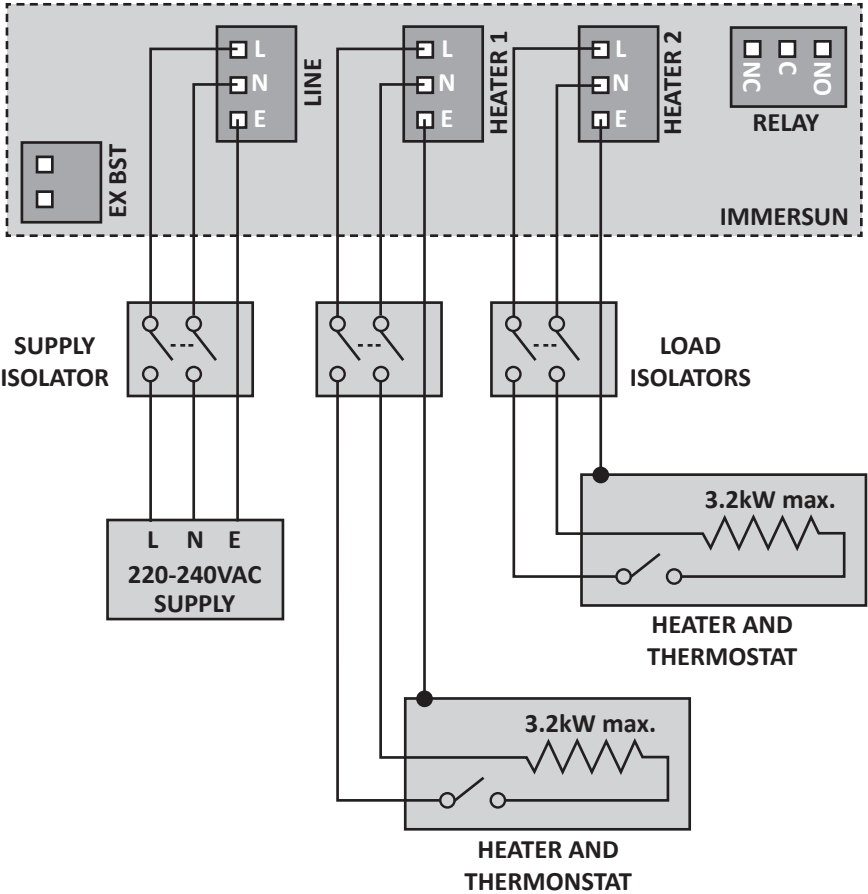 L
N
E
LINE
L
N
E
HEATER 1
L
N
E
HEATER 2
NC
C
NO
RELAY
EX BST
IMMERSUN
SUPPLY
ISOLATOR
LOAD
ISOLATORS
L N E
220-240VAC
SUPPLY
3.2kW max.
HEATER AND
THERMOSTAT
3.2kW max.
HEATER AND
THERMONSTAT